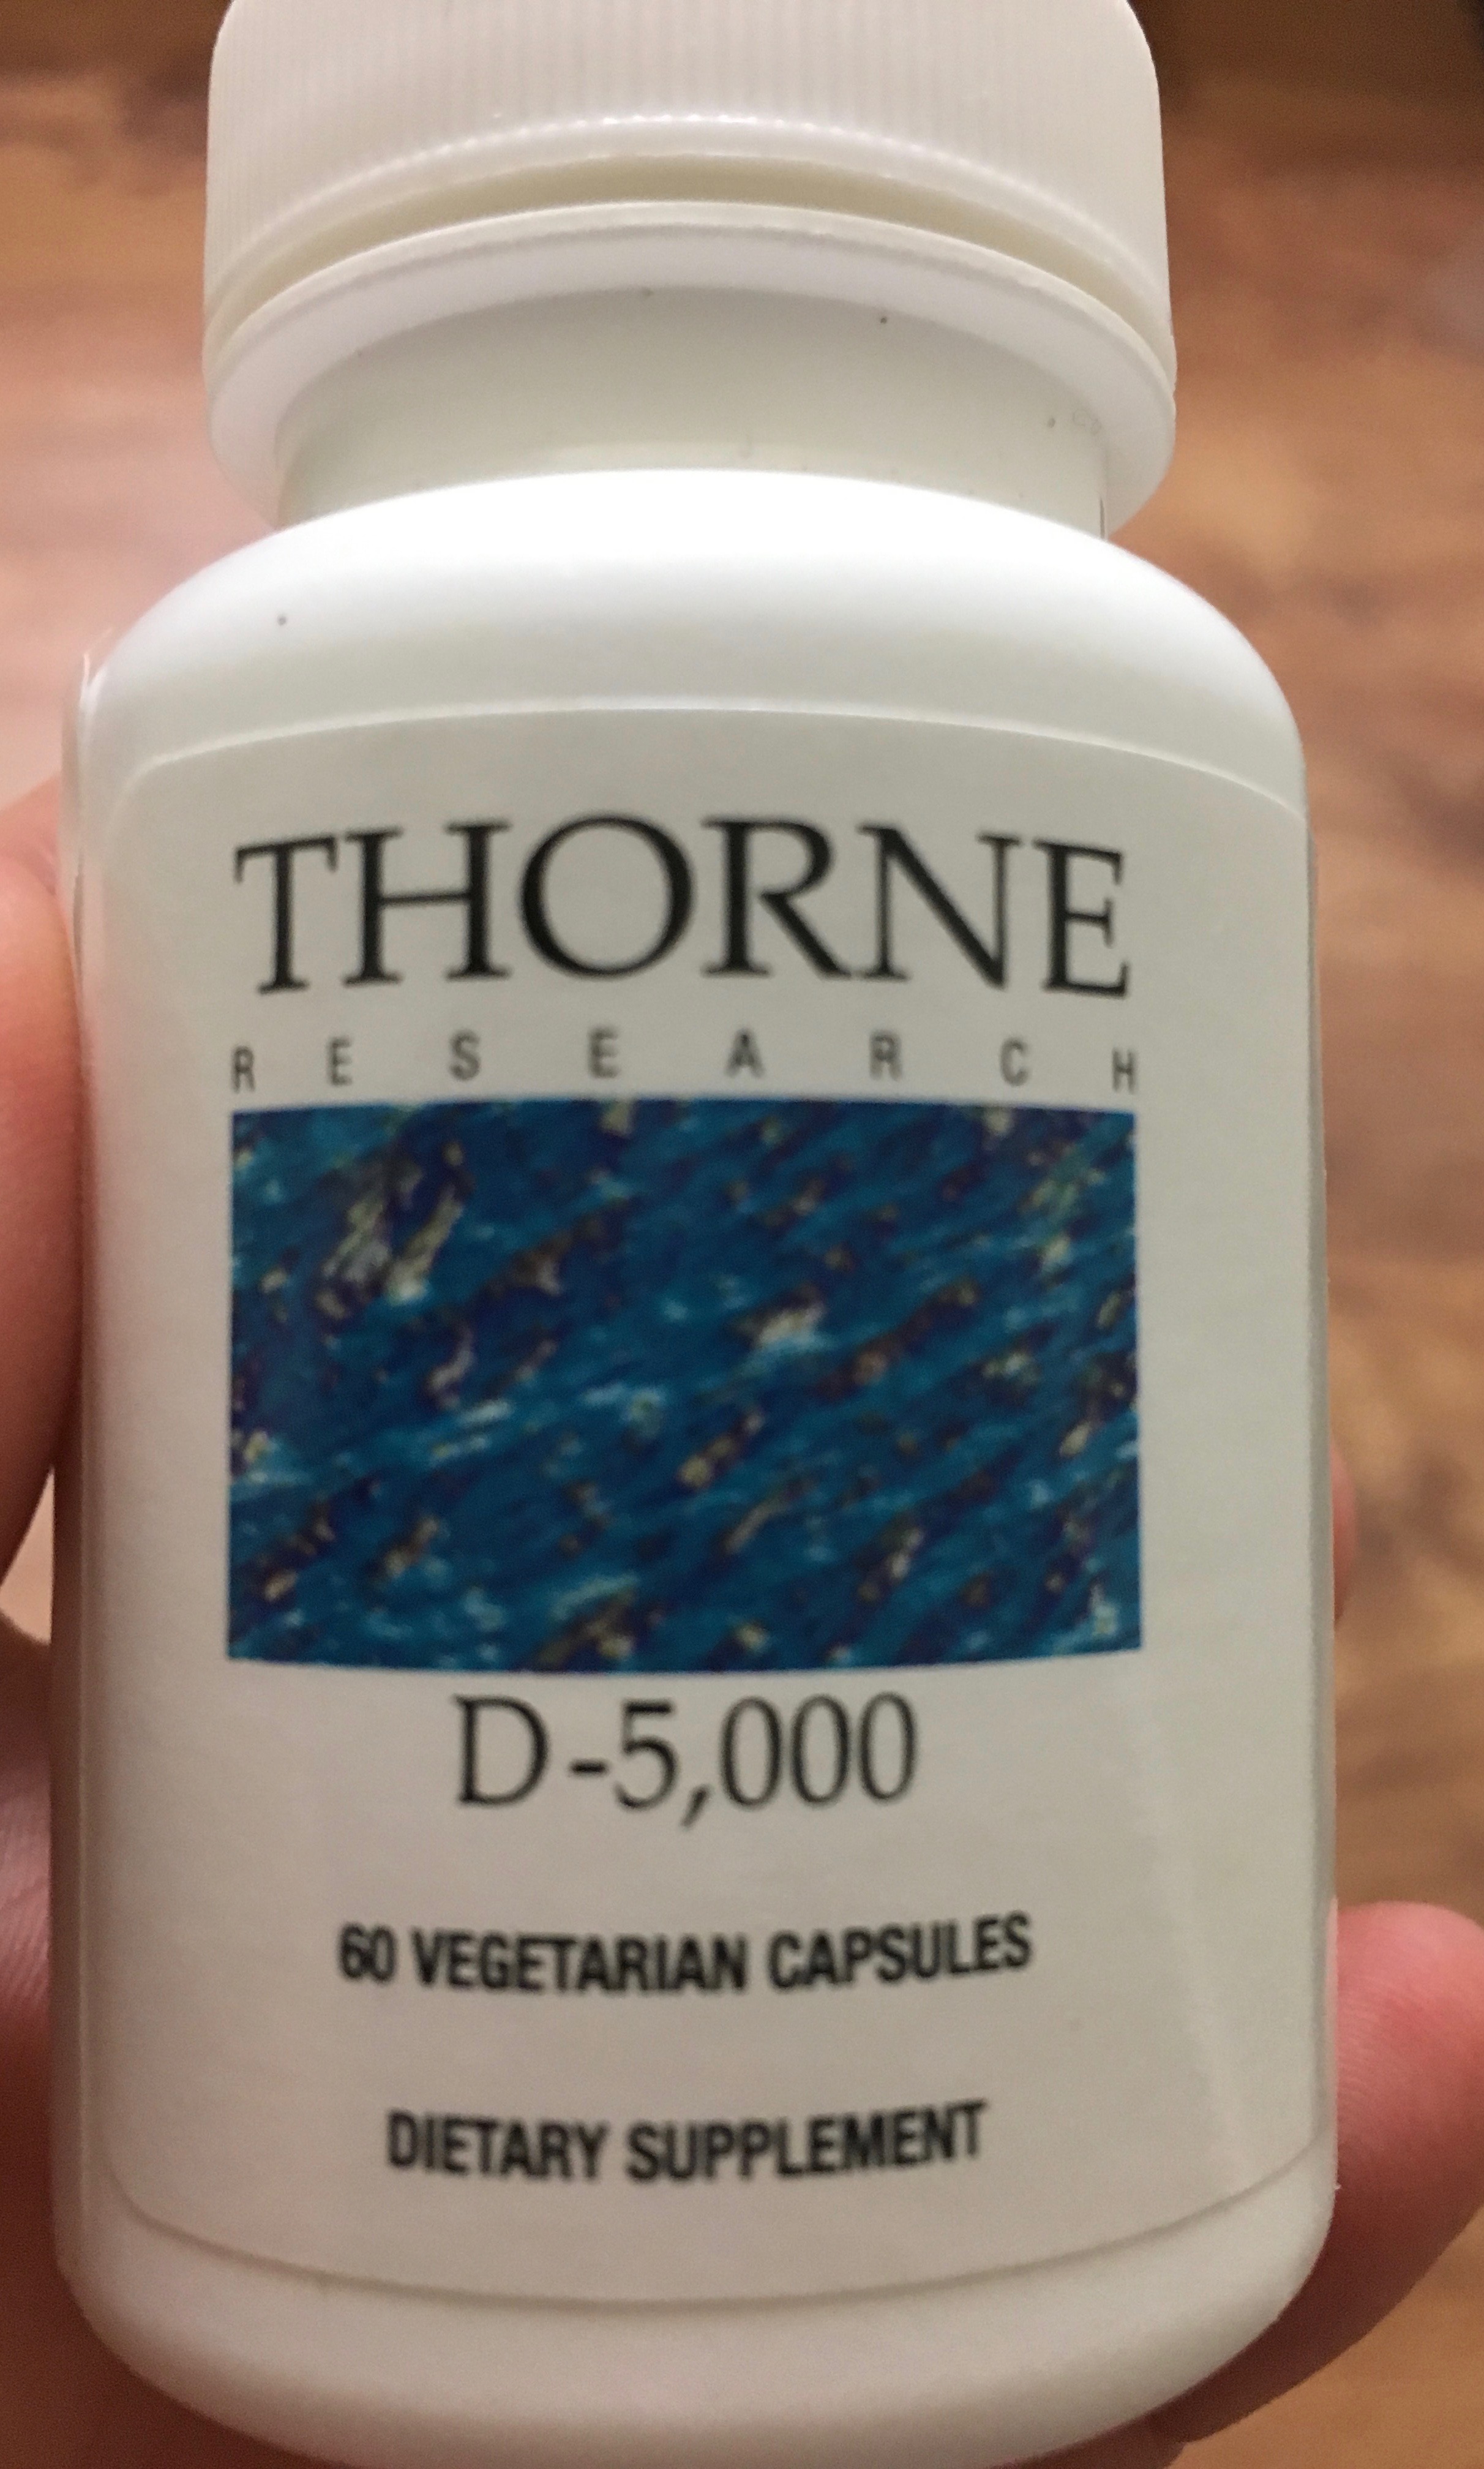 THORNE
RESEARCH
D-5,000
60 VEGETARIAN CAPSULES
DIETARY SUPPLEMENT